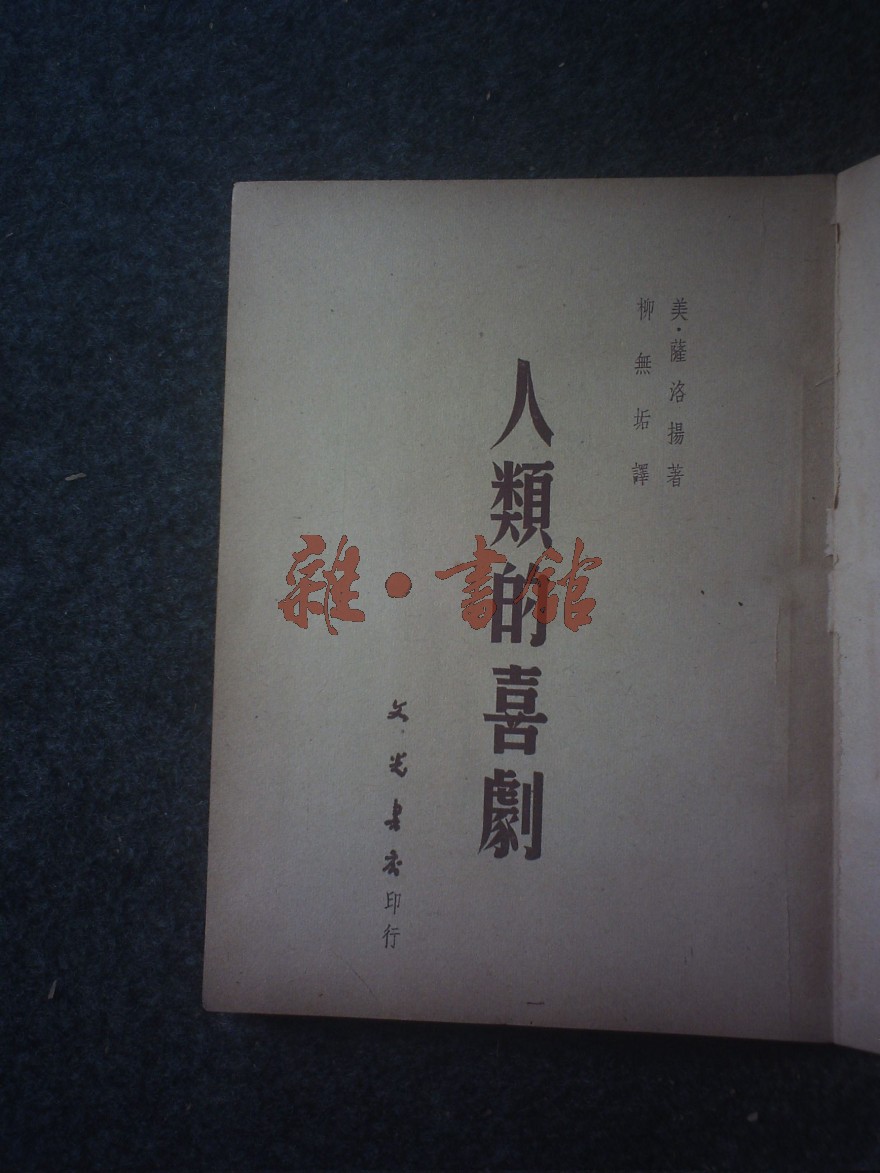 美·薩洛揚著
柳無垢譯
人類的喜劇
文·光書店印行
一
雜·書館